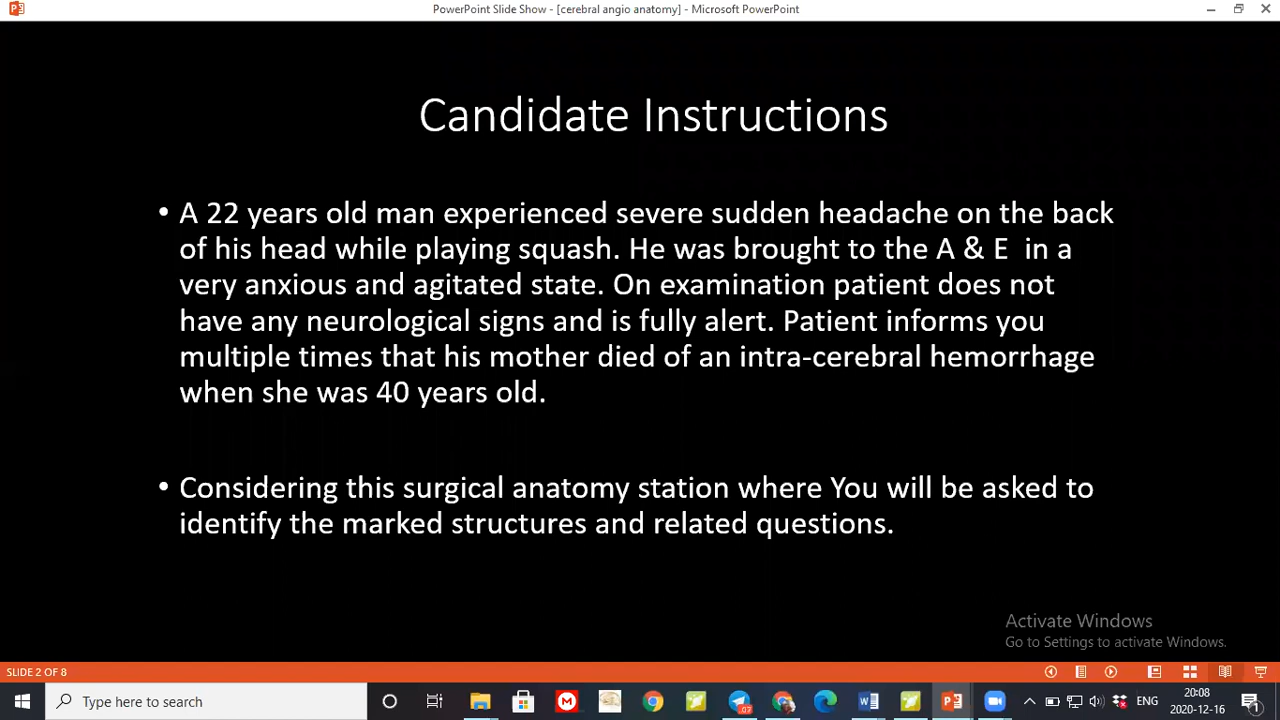 PowerPoint Slide Show - [cerebral angio anatomy] - Microsoft PowerPoint
Candidate Instructions
• A 22 years old man experienced severe sudden headache on the back
of his head while playing squash. He was brought to the A & E in a
very anxious and agitated state. On examination patient does not
have any neurological signs and is fully alert. Patient informs you
multiple times that his mother died of an intra-cerebral hemorrhage
when she was 40 years old.
• Considering this surgical anatomy station where You will be asked to
identify the marked structures and related questions.
Activate Windows
Go to Settings to activate Windows.
SLIDE 2 OF 8
Type here to search
ENG
20:08
2020-12-16